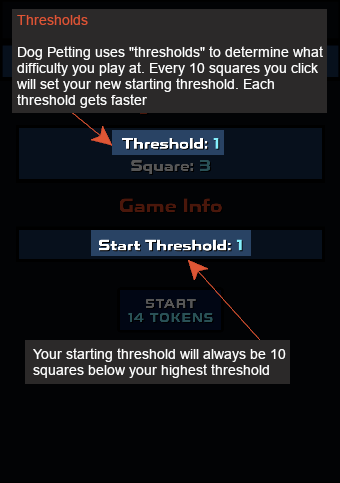 Thresholds
Dog Petting uses "thresholds" to determine what
difficulty you play at. Every 10 squares you click
will set your new starting threshold. Each
threshold gets faster
Threshold: 1
Square: 3
Game Info
Start Threshold: 1
START
14 TOKENS
Your starting threshold will always be 10
squares below your highest threshold